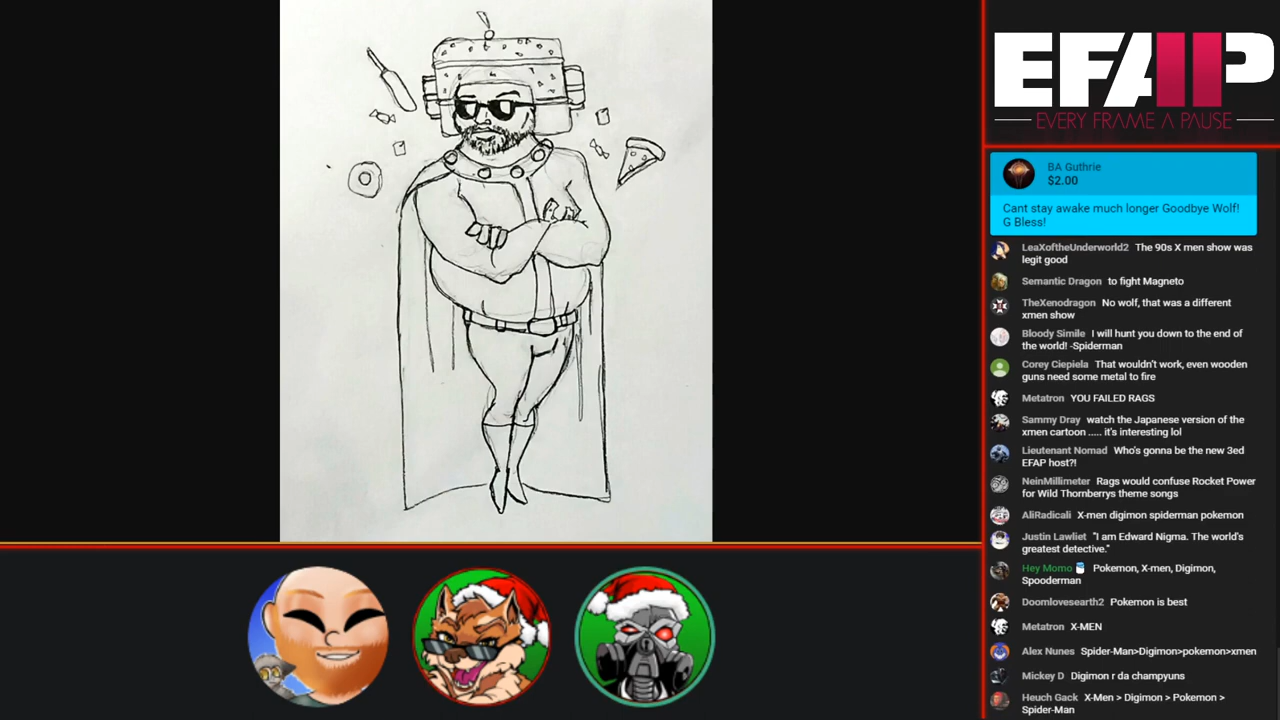 EFAP
EVERY FRAME A PAUSE
BA Guthrie
$2.00
Cant stay awake much longer Goodbye Wolf!
G Bless!
LeaXoftheUnderworld2 The 90s X men show was
legit good
Semantic Dragon to fight Magneto
TheXenodragon No wolf, that was a different
xmen show
Bloody Simile I will hunt you down to the end of
the world! -Spiderman
Corey Ciepiela That wouldn't work, even wooden
guns need some metal to fire
Metatron YOU FAILED RAGS
Sammy Dray watch the Japanese version of the
xmen cartoon ..... it's interesting lol
Lieutenant Nomad Who's gonna be the new 3ed
EFAP host?!
NeinMillimeter Rags would confuse Rocket Power
for Wild Thornberrys theme songs
AliRadicali X-men digimon spiderman pokemon
Justin Lawliet "I am Edward Nigma. The world's
greatest detective."
Hey Momo Pokemon, X-men, Digimon,
Spooderman
Doomlovesearth2 Pokemon is best
Metatron X-MEN
Alex Nunes Spider-Man>Digimon>pokemon>xmen
Mickey D Digimon r da champyuns
Heuch Gack X-Men > Digimon > Pokemon >
Spider-Man